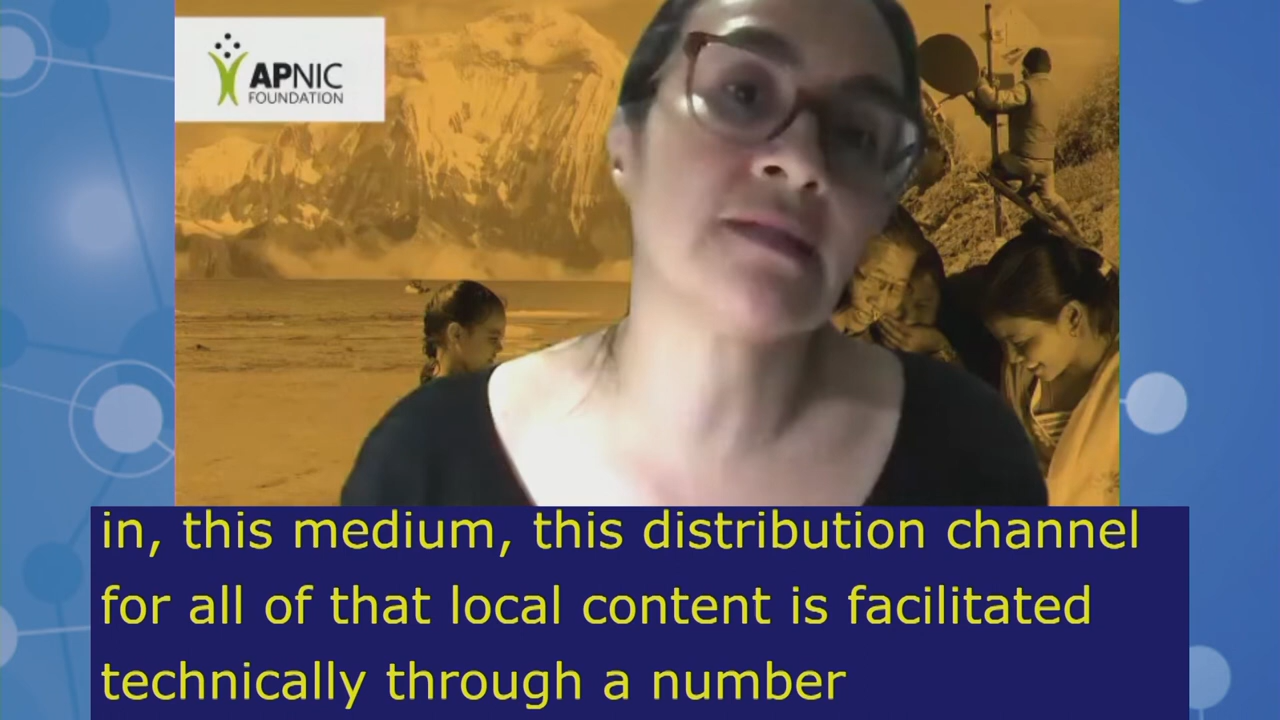 APNIC
FOUNDATION
in, this medium, this distribution channel
for all of that local content is facilitated
technically through a number